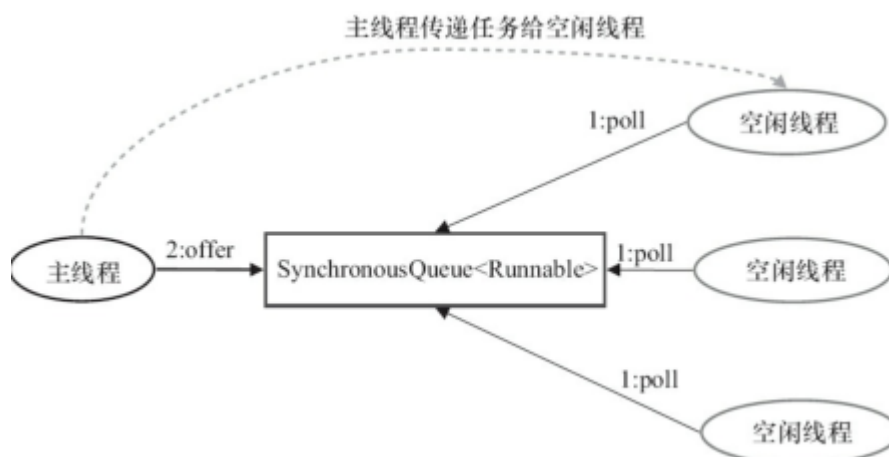 主线程传递任务给空闲线程
1:poll
空闲线程
2:offer
主线程
SynchronousQueue<Runnable>
1:poll
空闲线程
1:poll
空闲线程